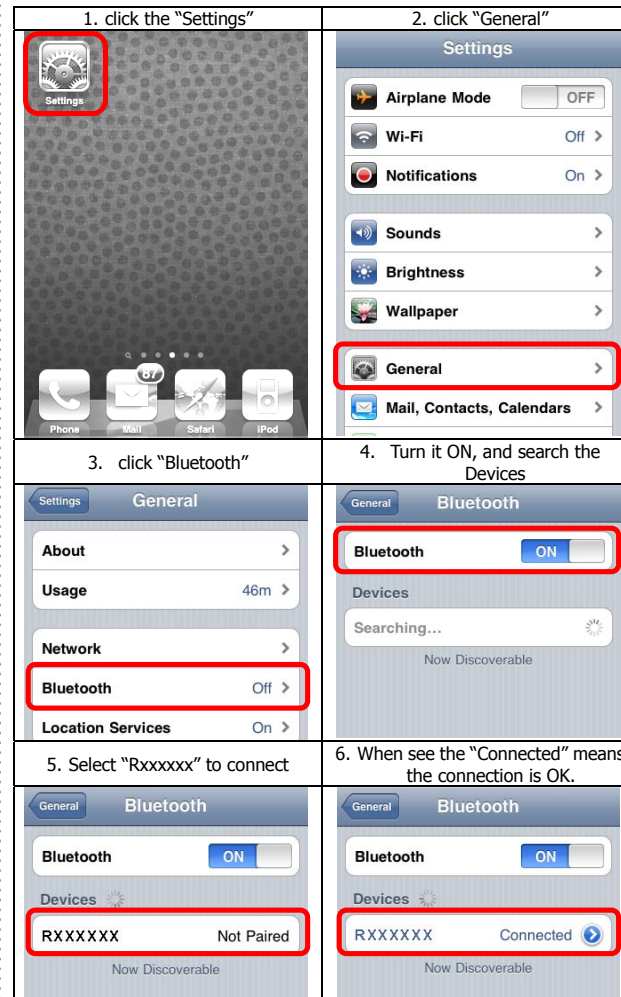 1. click the “Settings”
Settings
87
Phone Mail Safari iPod
2. click “General”
Settings
Airplane Mode OFF
Wi-Fi Off
Notifications On
Sounds
Brightness
Wallpaper
General
Mail, Contacts, Calendars
3. click “Bluetooth”
Settings General
About
Usage 46m
Network
Bluetooth Off
Location Services On
4. Turn it ON, and search the
Devices
General Bluetooth
Bluetooth ON
Devices
Searching...
Now Discoverable
5. Select “Rxxxxxx” to connect
General Bluetooth
Bluetooth ON
Devices
RXXXXXX Not Paired
Now Discoverable
6. When see the “Connected” means
the connection is OK.
General Bluetooth
Bluetooth ON
Devices
RXXXXXX Connected
Now Discoverable